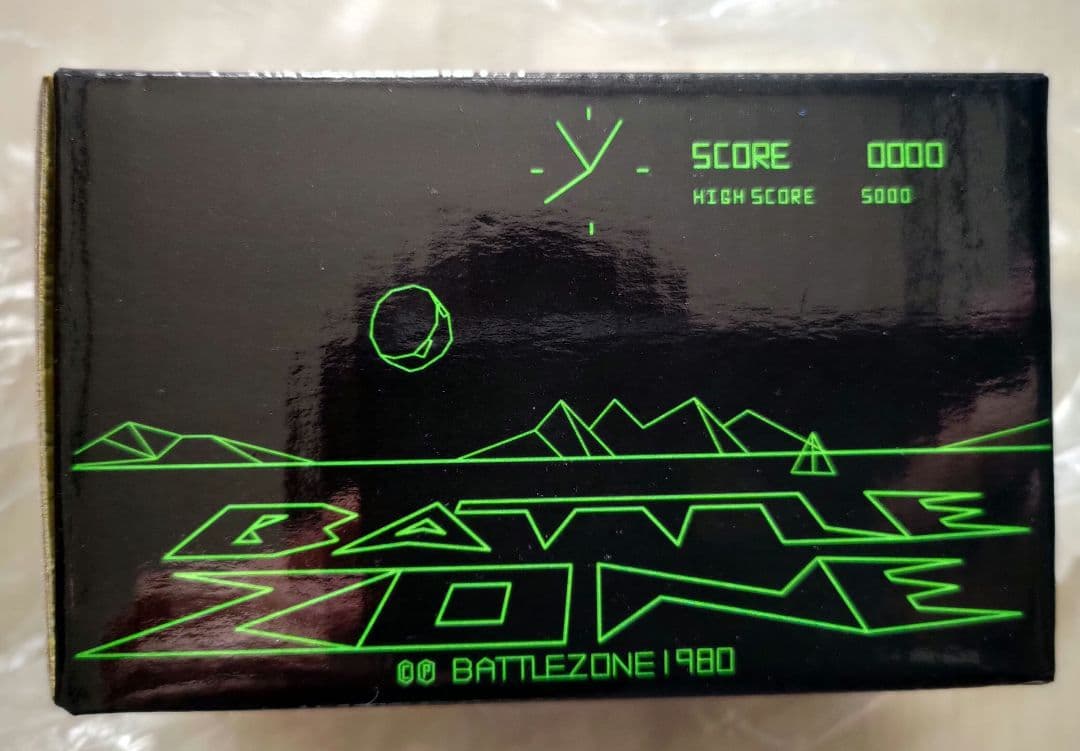 SCORE 0000
HIGH SCORE 5000
BATTLE
ZONE
©℗ BATTLEZONE 1980